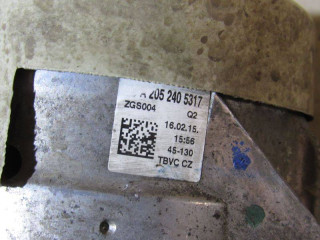 A 205 240 5317
ZGS004 Q2
16.02.15.
15:56
45-130
TBVC CZ